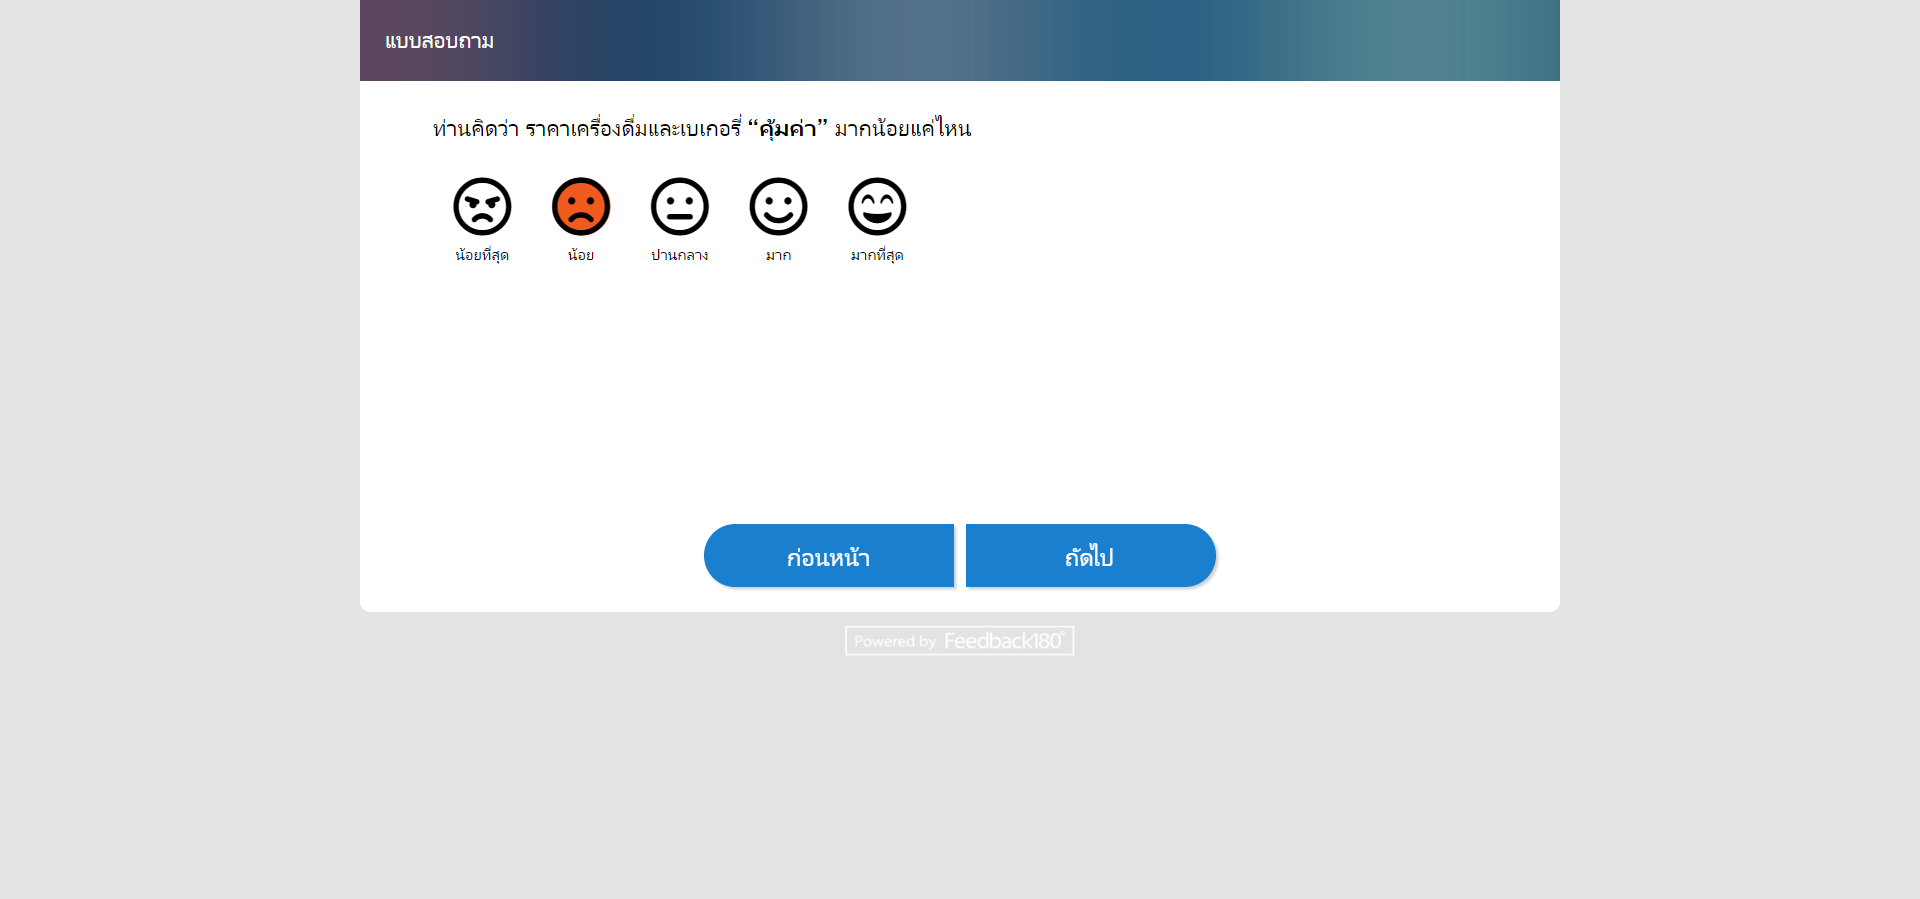 แบบสอบถาม
ท่านคิดว่า ราคาเครื่องดื่มและเบเกอรี่ “คุ้มค่า” มากน้อยแค่ไหน
น้อยที่สุด น้อย ปานกลาง มาก มากที่สุด
ก่อนหน้า ถัดไป
Powered by Feedback180°